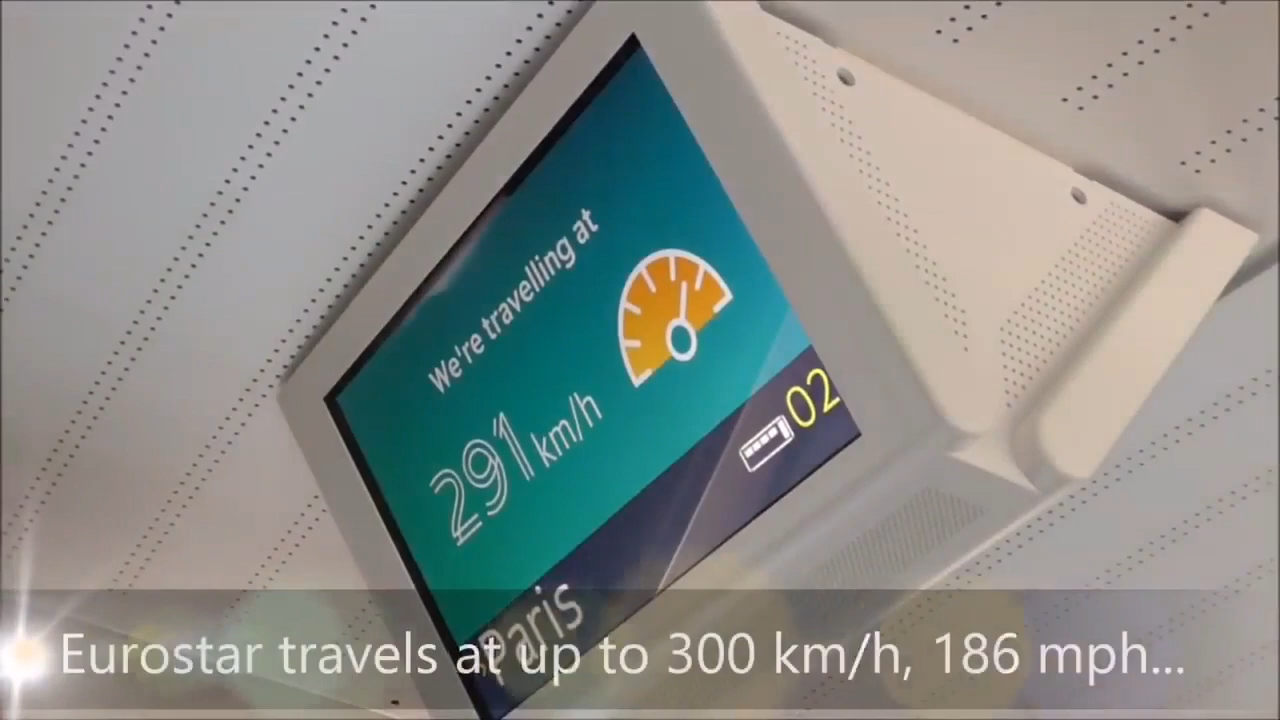 We're travelling at
291 km/h
02
Paris
Eurostar travels at up to 300 km/h, 186 mph...